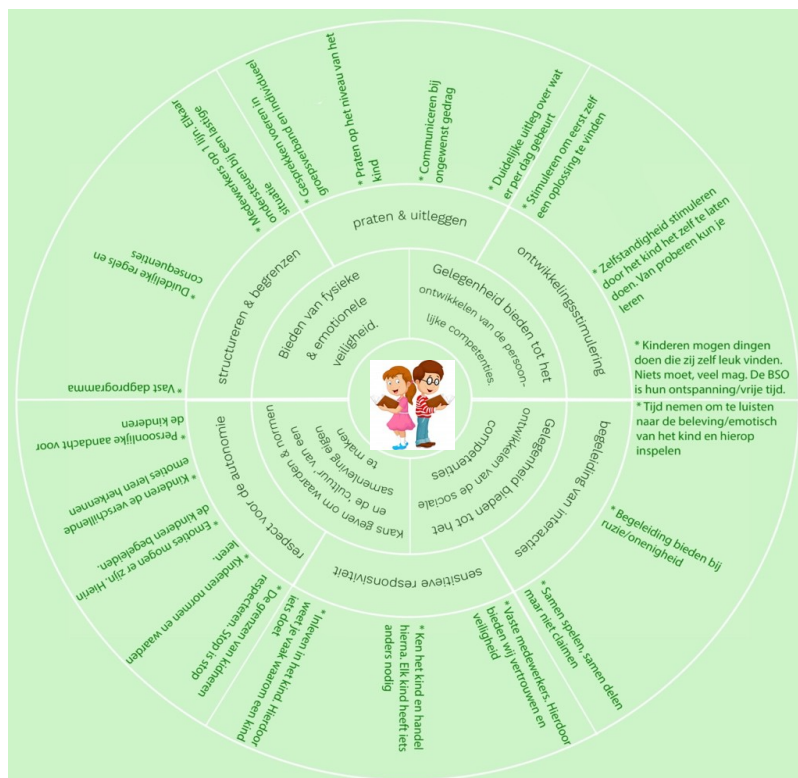 * Medewerkers op 1 lijn. Elkaar
ondersteunen bij een lastige
situatie
* Gesprekken voeren in
groepsverband en individueel
* Praten op het niveau van het
kind
* Communiceren bij
ongewenst gedrag
* Duidelijke uitleg over wat
er per dag gebeurt
* Stimuleren om eerst zelf
een oplossing te vinden
* Zelfstandigheid stimuleren
door het kind het zelf te laten
doen. Van proberen kun je
leren
* Kinderen mogen dingen
doen die zij zelf leuk vinden.
Niets moet, veel mag. De BSO
is hun ontspanning/vrije tijd.
* Tijd nemen om te luisten
naar de beleving/emotisch
van het kind en hierop
inspelen
* Begeleiding bieden bij
ruzie/onenigheid
* Samen spelen, samen delen
maar niet claimen
* Vaste medewerkers. Hierdoor
bieden wij vertrouwen en
veiligheid
* Ken het kind en handel
hierna. Elk kind heeft iets
anders nodig
* Inleven in het kind. Hierdoor
weet je vaak waarom een kind
iets doet
* De grenzen van kidneren
respecteren. Stop is stop
* Kinderen normen en waarden
leren.
* Emoties mogen er zijn. Hierin
de kinderen begeleiden.
* Kinderen de verschillende
emoties leren herkennen
* Persoonlijke aandacht voor
de kinderen
* Vast dagprogramma
* Duidelijke regels en
consequenties
praten & uitleggen
ontwikkelingsstimulering
begeleiding van interacties
sensitieve responsiviteit
respect voor de autonomie
structureren & begrenzen
Bieden van fysieke
& emotionele
veiligheid.
Gelegenheid bieden tot het
ontwikkelen van de persoon-
lijke competenties.
Gelegenheid bieden tot het
ontwikkelen van de sociale
competenties
Kans geven om waarden & normen
en de 'cultuur' van een
samenleving eigen
te maken